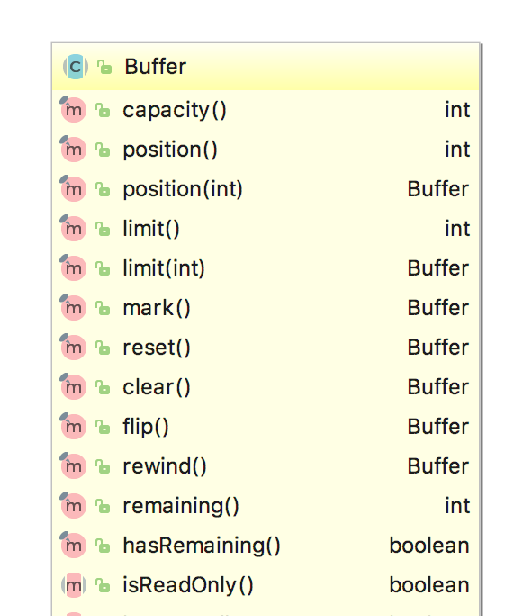 C Buffer
m capacity() int
m position() int
m position(int) Buffer
m limit() int
m limit(int) Buffer
m mark() Buffer
m reset() Buffer
m clear() Buffer
m flip() Buffer
m rewind() Buffer
m remaining() int
m hasRemaining() boolean
m isReadOnly() boolean